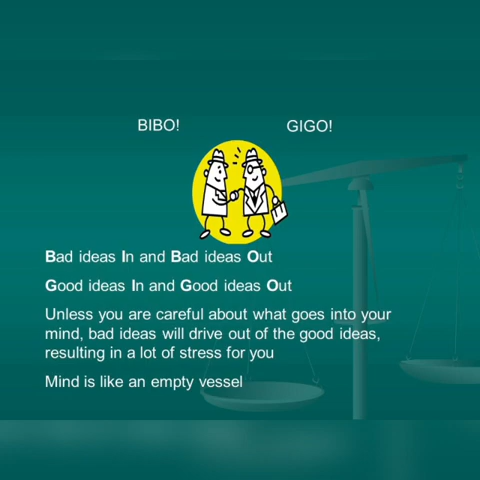 BIBO!
GIGO!
Bad ideas In and Bad ideas Out
Good ideas In and Good ideas Out
Unless you are careful about what goes into your
mind, bad ideas will drive out of the good ideas,
resulting in a lot of stress for you
Mind is like an empty vessel